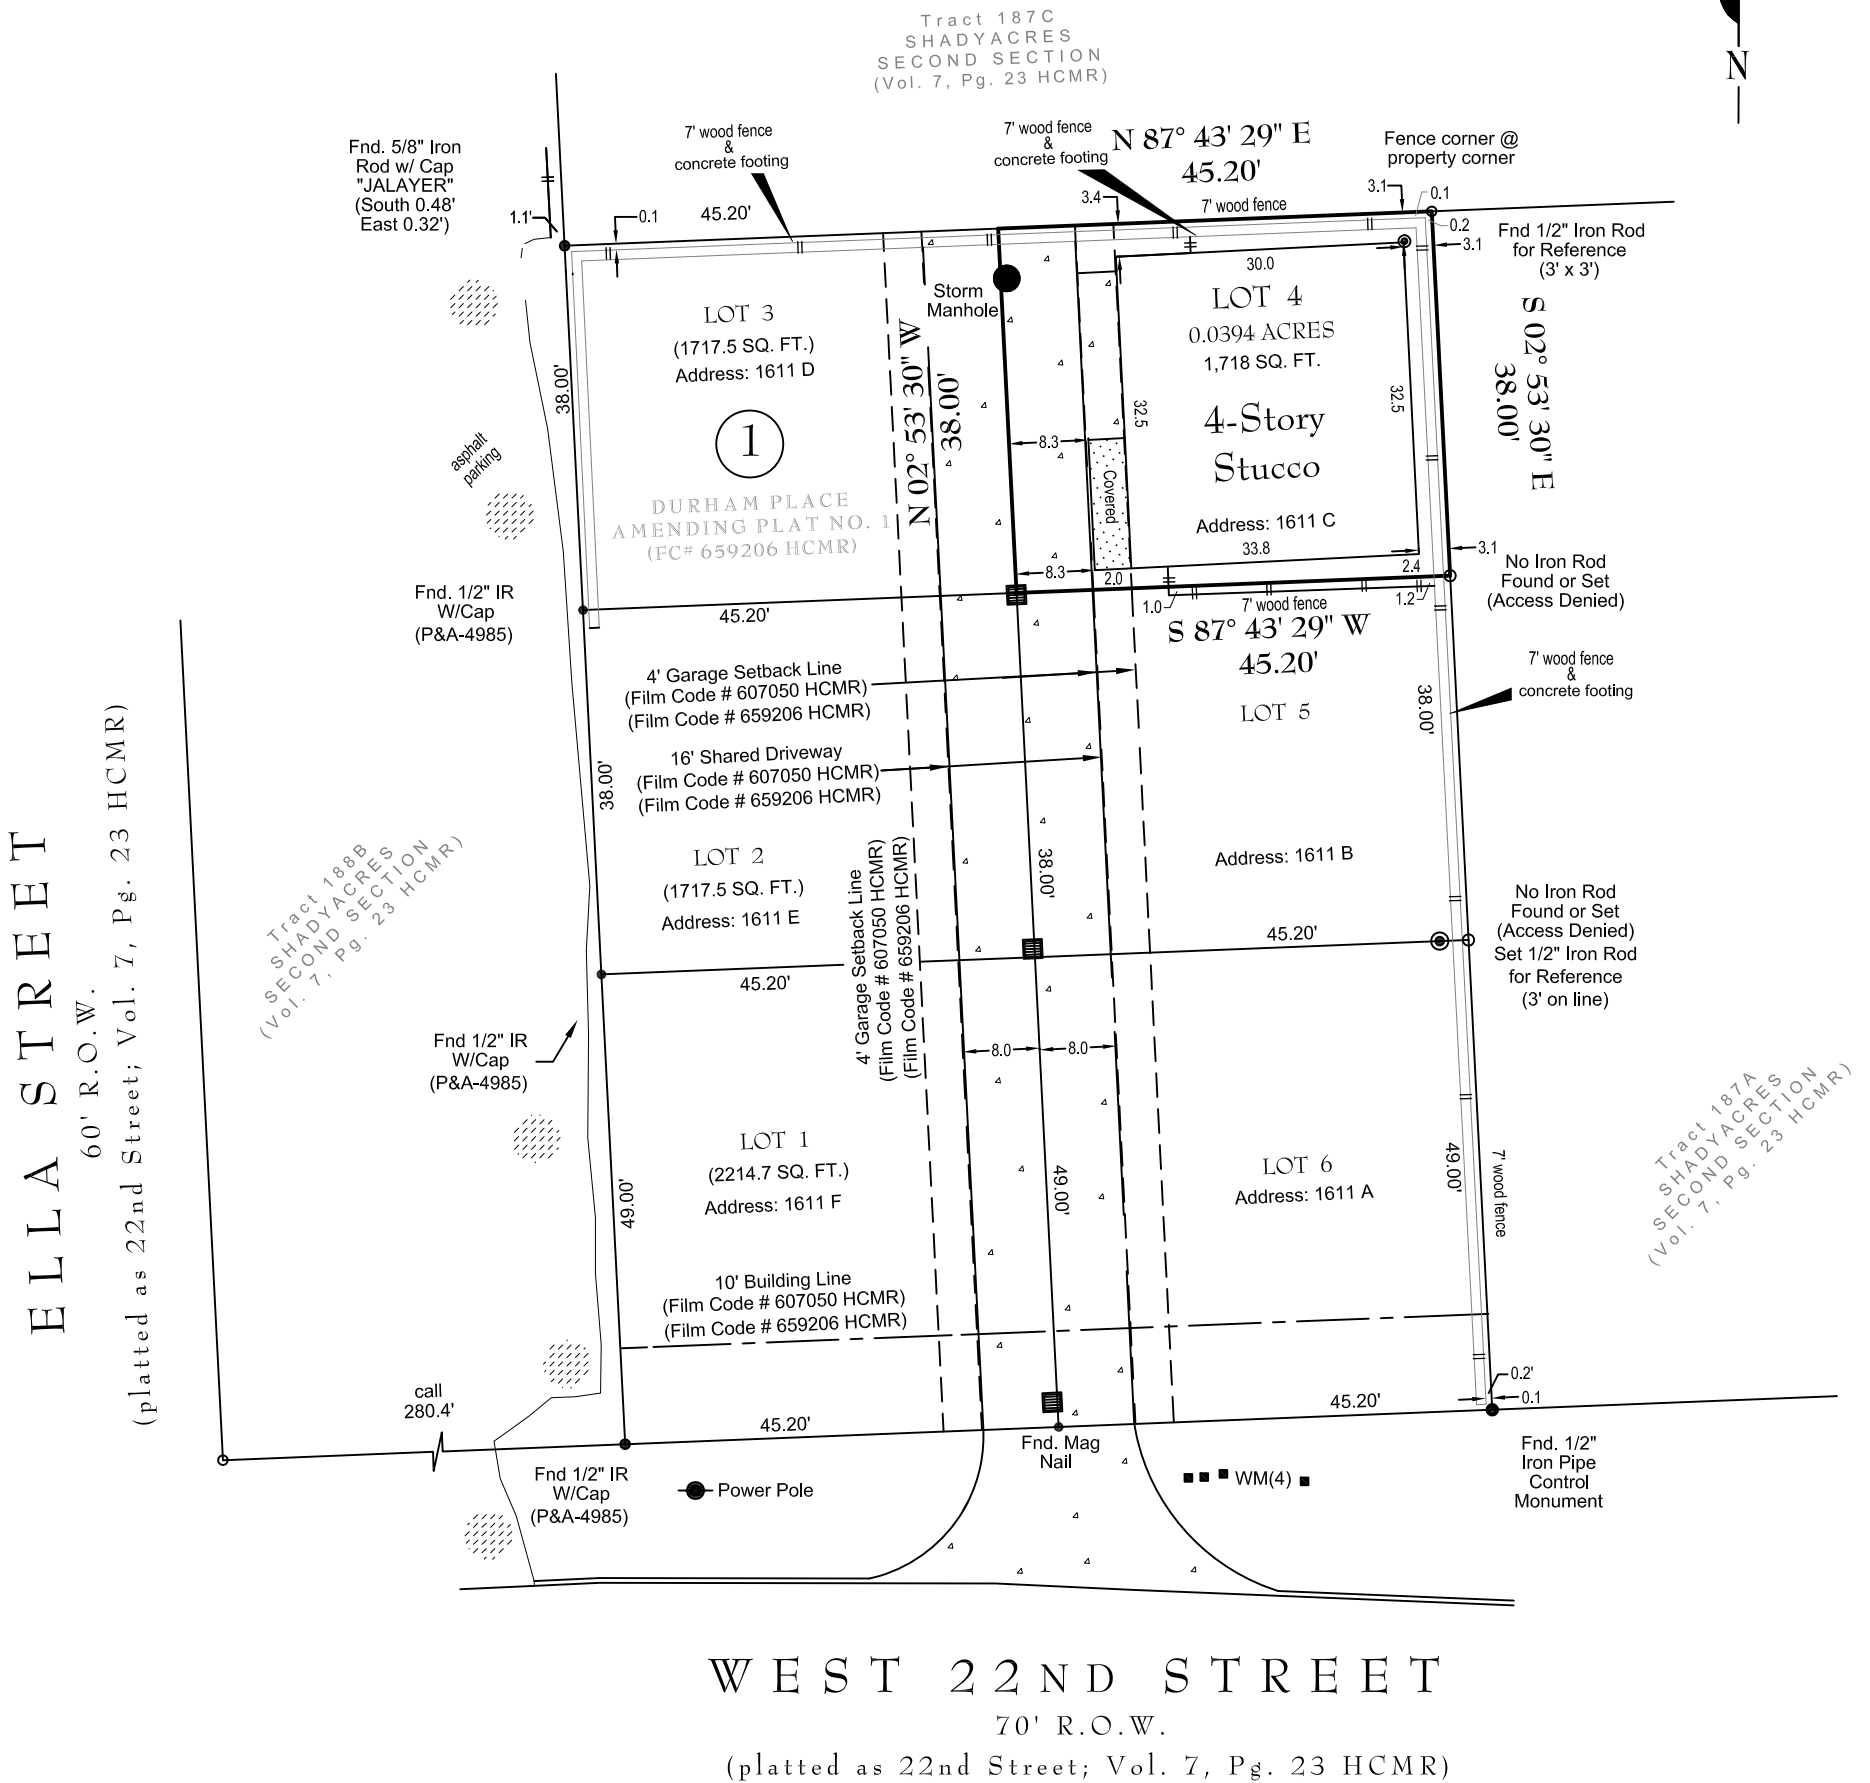 Tract 187C
SHADYACRES
SECOND SECTION
(Vol. 7, Pg. 23 HCMR)
N
Fnd. 5/8" Iron
Rod w/ Cap
"JALAYER"
(South 0.48'
East 0.32')
1.1'
7' wood fence
&
concrete footing
0.1
45.20'
7' wood fence
&
concrete footing
N 87° 43' 29" E
45.20'
3.4
7' wood fence
Fence corner @
property corner
3.1
0.1
0.2
3.1
Fnd 1/2" Iron Rod
for Reference
(3' x 3')
S 02° 53' 30" E
38.00'
LOT 3
(1717.5 SQ. FT.)
Address: 1611 D
1
DURHAM PLACE
AMENDING PLAT NO. 1
(FC# 659206 HCMR)
38.00'
asphalt
parking
Storm
Manhole
N 02° 53' 30" W
38.00'
30.0
LOT 4
0.0394 ACRES
1,718 SQ. FT.
4-Story
Stucco
Address: 1611 C
32.5
32.5
8.3
Covered
33.8
8.3
2.0
2.4
3.1
No Iron Rod
Found or Set
(Access Denied)
Fnd. 1/2" IR
W/Cap
(P&A-4985)
45.20'
1.0
7' wood fence
1.2
S 87° 43' 29" W
45.20'
4' Garage Setback Line
(Film Code # 607050 HCMR)
(Film Code # 659206 HCMR)
16' Shared Driveway
(Film Code # 607050 HCMR)
(Film Code # 659206 HCMR)
7' wood fence
&
concrete footing
LOT 5
38.00'
Address: 1611 B
38.00'
LOT 2
(1717.5 SQ. FT.)
Address: 1611 E
38.00'
4' Garage Setback Line
(Film Code # 607050 HCMR)
(Film Code # 659206 HCMR)
45.20'
45.20'
No Iron Rod
Found or Set
(Access Denied)
Set 1/2" Iron Rod
for Reference
(3' on line)
Tract 188B
SHADYACRES
SECOND SECTION
(Vol. 7, Pg. 23 HCMR)
ELLA STREET
60' R.O.W.
(platted as 22nd Street; Vol. 7, Pg. 23 HCMR)
Fnd 1/2" IR
W/Cap
(P&A-4985)
8.0
8.0
LOT 1
(2214.7 SQ. FT.)
Address: 1611 F
49.00'
49.00'
LOT 6
Address: 1611 A
49.00'
7' wood fence
Tract 187A
SHADYACRES
SECOND SECTION
(Vol. 7, Pg. 23 HCMR)
10' Building Line
(Film Code # 607050 HCMR)
(Film Code # 659206 HCMR)
call
280.4'
45.20'
45.20'
0.2'
0.1
Fnd 1/2" IR
W/Cap
(P&A-4985)
Power Pole
Fnd. Mag
Nail
WM(4)
Fnd. 1/2"
Iron Pipe
Control
Monument
WEST 22ND STREET
70' R.O.W.
(platted as 22nd Street; Vol. 7, Pg. 23 HCMR)